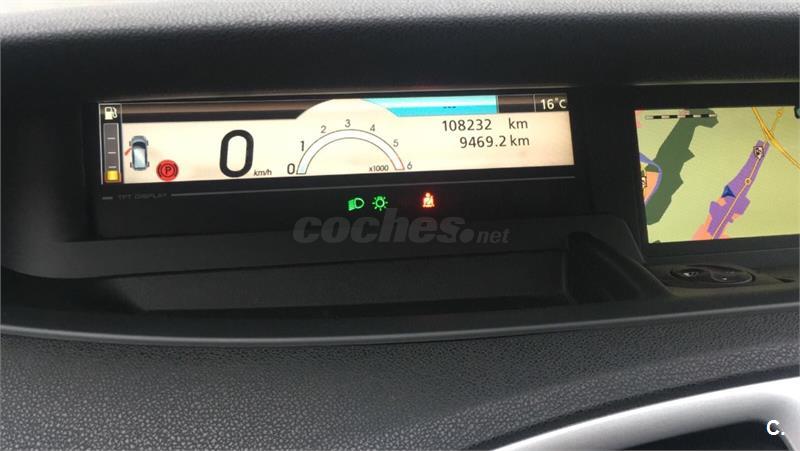 16°C
108232 km
9469.2 km
0 km/h
0 1 2 3 4 5 6
x1000
P
TFT DISPLAY
coches.net
C.